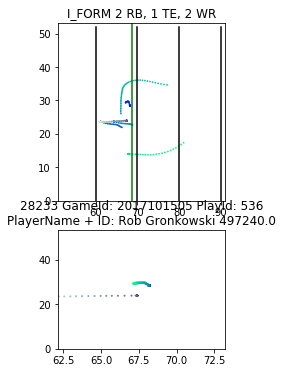 I_FORM 2 RB, 1 TE, 2 WR
50
40
30
20
10
0
60 70 80 90
28233 GameId: 2017101505 PlayId: 536
PlayerName + ID: Rob Gronkowski 497240.0
40
20
0
62.5 65.0 67.5 70.0 72.5